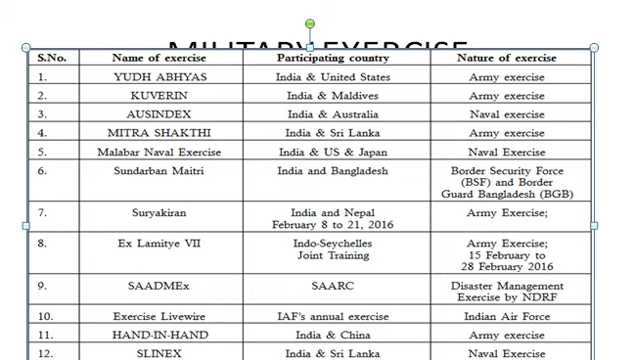 MILITARY EXERCISE
S.No. Name of exercise Participating country Nature of exercise
1. YUDH ABHYAS India & United States Army exercise
2. KUVERIN India & Maldives Army exercise
3. AUSINDEX India & Australia Naval exercise
4. MITRA SHAKTHI India & Sri Lanka Army exercise
5. Malabar Naval Exercise India & US & Japan Naval Exercise
6. Sundarban Maitri India and Bangladesh Border Security Force
(BSF) and Border
Guard Bangladesh (BGB)
7. Suryakiran India and Nepal Army Exercise;
February 8 to 21, 2016
8. Ex Lamitye VII Indo-Seychelles Army Exercise;
Joint Training 15 February to
28 February 2016
9. SAADMEx SAARC Disaster Management
Exercise by NDRF
10. Exercise Livewire IAF's annual exercise Indian Air Force
11. HAND-IN-HAND India & China Army exercise
12. SLINEX India & Sri Lanka Naval exercise